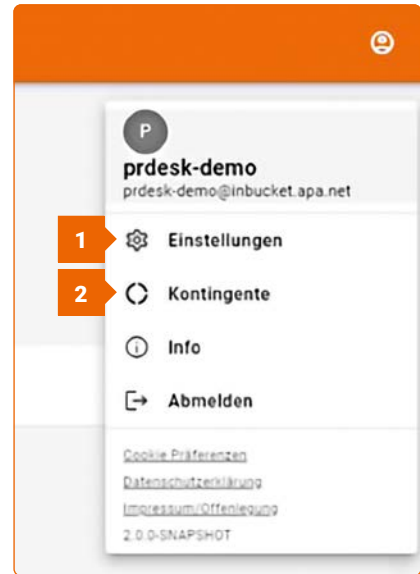 P
prdesk-demo
prdesk-demo@inbucket.apa.net
1 Einstellungen
2 Kontingente
Info
Abmelden
Cookie Präferenzen
Datenschutzerklärung
Impressum/Offenlegung
2.0.0-SNAPSHOT